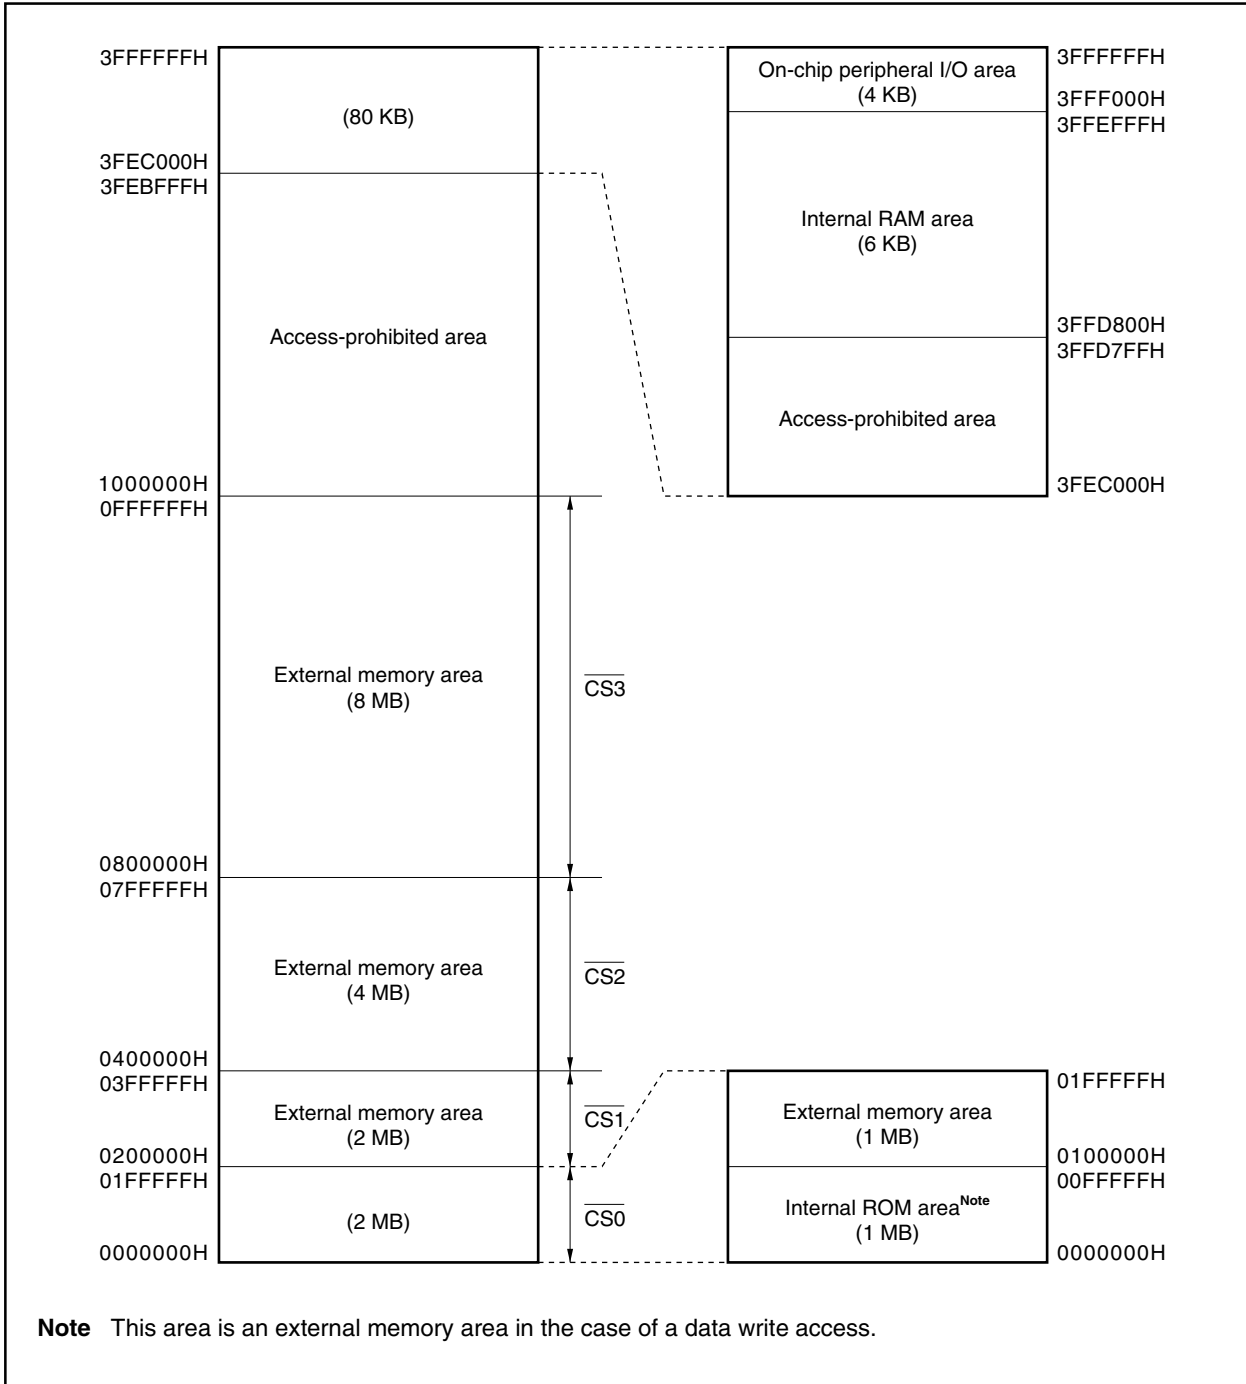 3FFFFFFH
(80 KB)
3FEC000H
3FEBFFFH
Access-prohibited area
1000000H
0FFFFFFH
External memory area
(8 MB)
CS3
0800000H
07FFFFFH
External memory area
(4 MB)
CS2
0400000H
03FFFFFH
External memory area
(2 MB)
CS1
0200000H
01FFFFFH
(2 MB)
CS0
0000000H
On-chip peripheral I/O area
(4 KB)
3FFFFFFH
3FFF000H
3FFEFFFH
Internal RAM area
(6 KB)
3FFD800H
3FFD7FFH
Access-prohibited area
3FEC000H
01FFFFFH
External memory area
(1 MB)
0100000H
00FFFFFH
Internal ROM areaNote
(1 MB)
0000000H
Note This area is an external memory area in the case of a data write access.